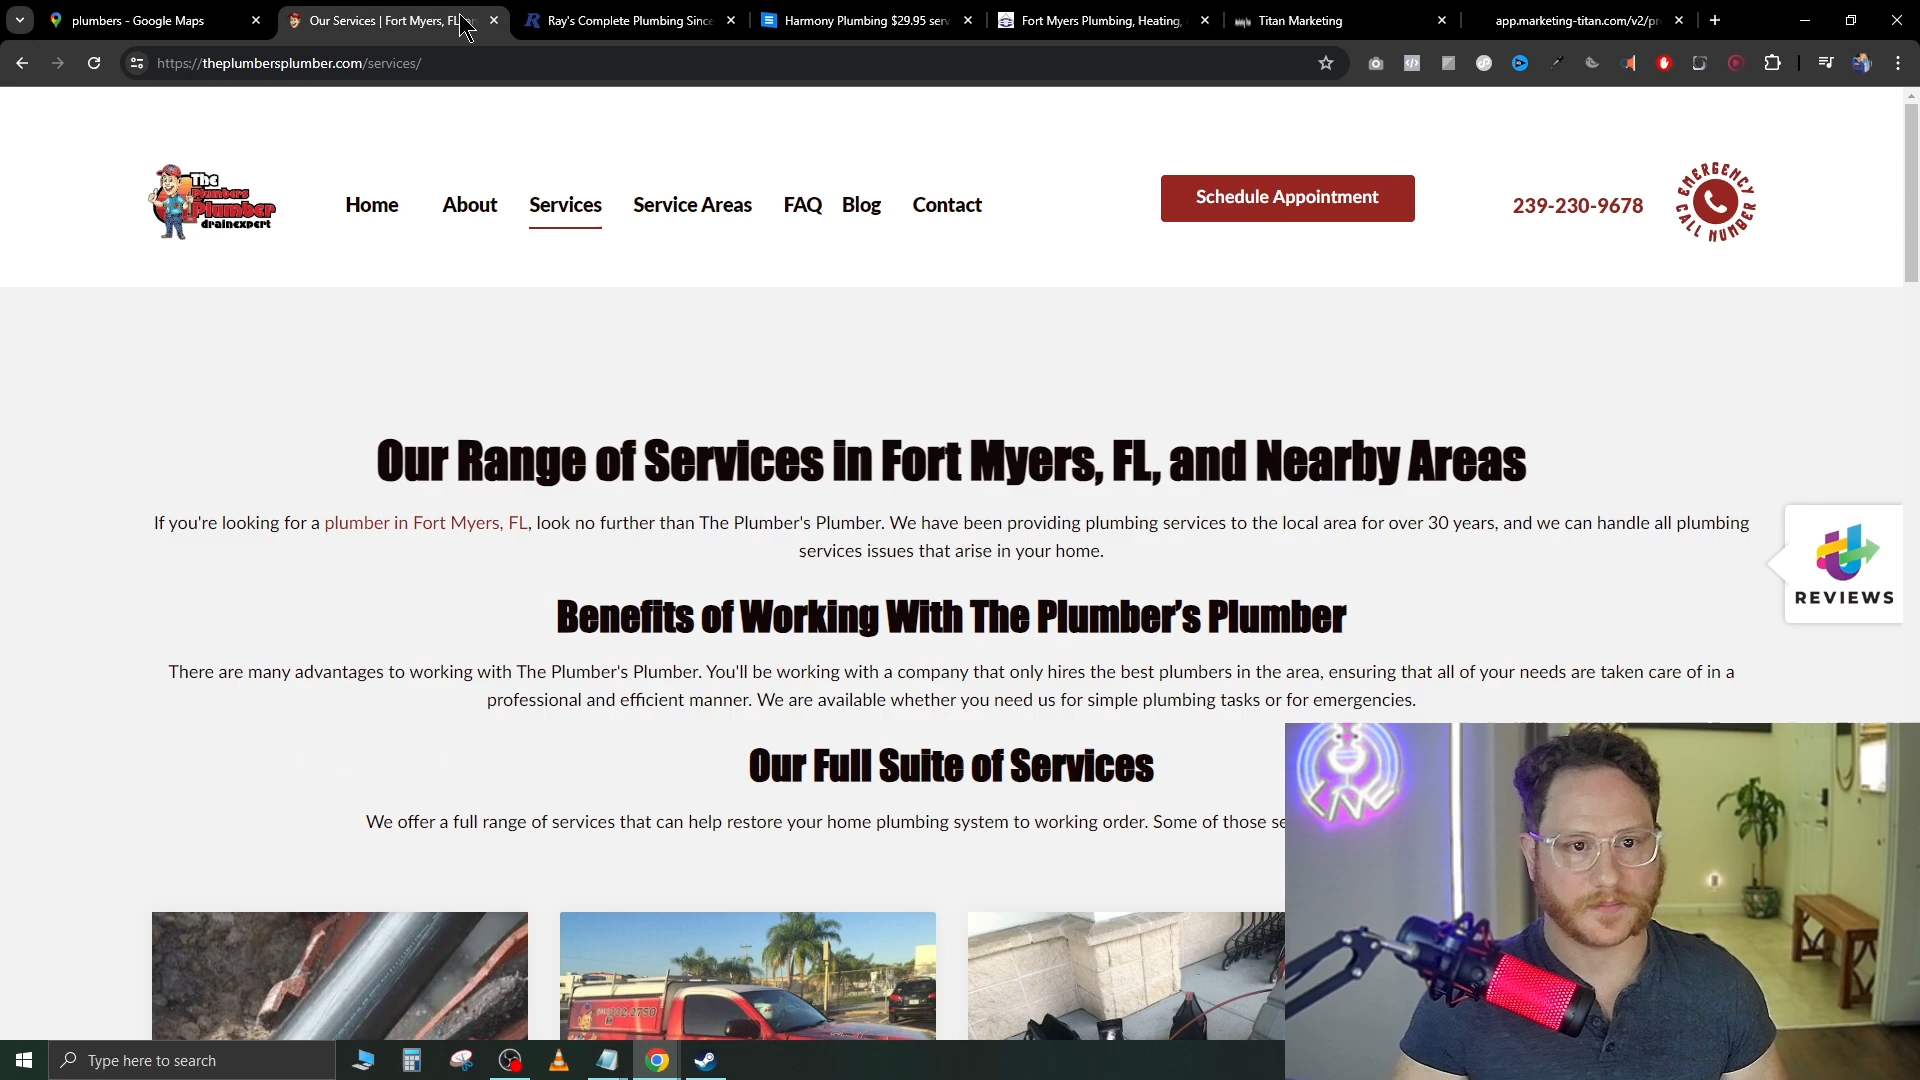 plumbers - Google Maps
Our Services | Fort Myers, FL
Ray's Complete Plumbing Since
Harmony Plumbing $29.95 serv
Fort Myers Plumbing, Heating,
Titan Marketing
app.marketing-titan.com/v2/pr
https://theplumbersplumber.com/services/
The
Plumbers
Plumber
drainexpert
Home
About
Services
Service Areas
FAQ
Blog
Contact
Schedule Appointment
239-230-9678
EMERGENCY
CALL NUMBER
Our Range of Services in Fort Myers, FL, and Nearby Areas
If you're looking for a plumber in Fort Myers, FL, look no further than The Plumber's Plumber. We have been providing plumbing services to the local area for over 30 years, and we can handle all plumbing
services issues that arise in your home.
REVIEWS
Benefits of Working With The Plumber’s Plumber
There are many advantages to working with The Plumber's Plumber. You'll be working with a company that only hires the best plumbers in the area, ensuring that all of your needs are taken care of in a
professional and efficient manner. We are available whether you need us for simple plumbing tasks or for emergencies.
Our Full Suite of Services
We offer a full range of services that can help restore your home plumbing system to working order. Some of those se
Type here to search